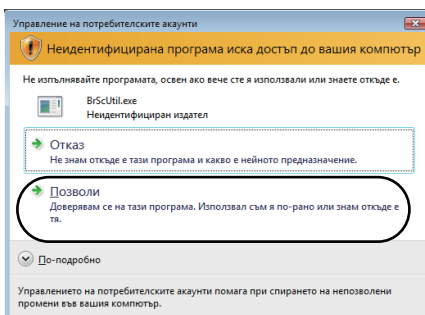 Управление на потребителските акаунти
Неидентифицирана програма иска достъп до вашия компютър
Не изпълнявайте програмата, освен ако вече сте я използвали или знаете откъде е.
BrScUtil.exe
Неидентифициран издател
Отказ
Не знам откъде е тази програма и какво е нейното предназначение.
Позволи
Доверявам се на тази програма. Използвал съм я по-рано или знам откъде е
тя.
По-подробно
Управлението на потребителските акаунти помага при спирането на непозволени
промени във вашия компютър.